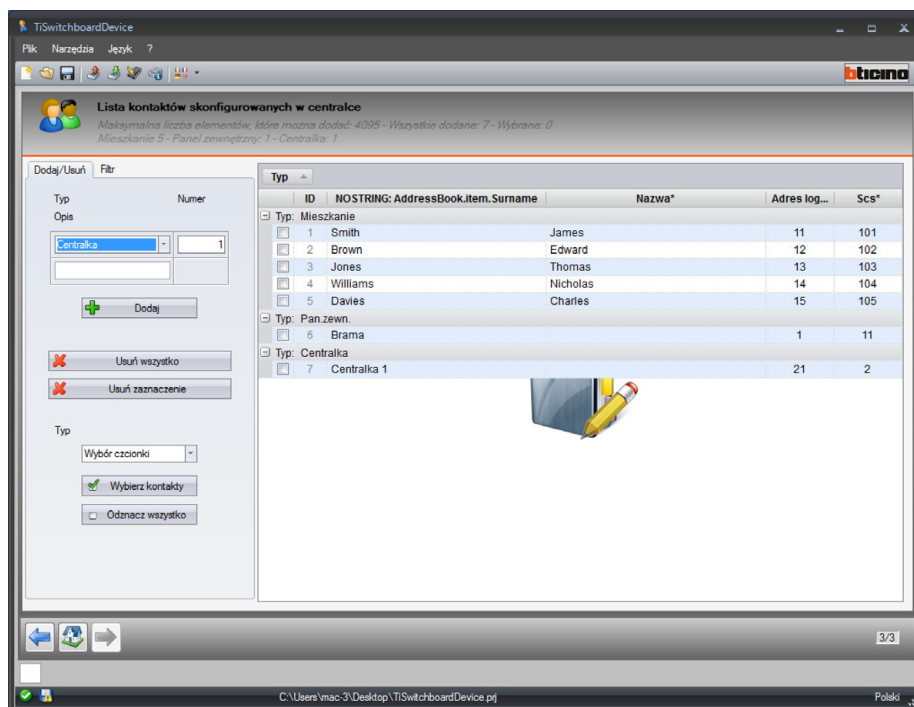 TiSwitchboardDevice
Plik Narzędzia Język ?
bticino
Lista kontaktów skonfigurowanych w centralce
Maksymalna liczba elementów, które można dodać: 4095 - Wszystkie dodane: 7 - Wybrane: 0
Mieszkanie 5 - Panel zewnętrzny: 1 - Centralka: 1
Dodaj/Usuń Filtr
Typ Numer
Opis
Centralka 1
Dodaj
Usuń wszystko
Usuń zaznaczenie
Typ
Wybór czcionki
Wybierz kontakty
Odznacz wszystko
Typ
ID NOSTRING: AddressBook.item.Surname Nazwa* Adres log... Scs*
Typ: Mieszkanie
1 Smith James 11 101
2 Brown Edward 12 102
3 Jones Thomas 13 103
4 Williams Nicholas 14 104
5 Davies Charles 15 105
Typ: Pan.zewn.
6 Brama 1 11
Typ: Centralka
7 Centralka 1 21 2
3/3
C:\Users\mac-3\Desktop\TiSwitchboardDevice.prj Polski